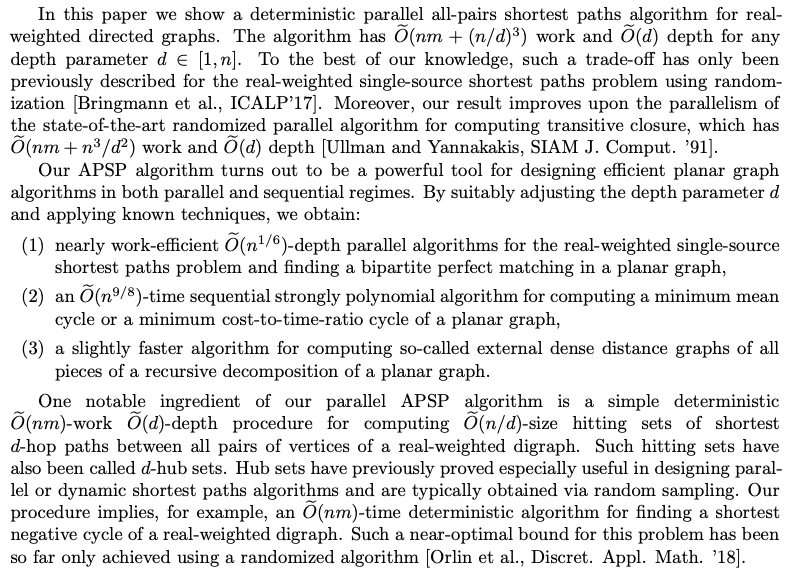 In this paper we show a deterministic parallel all-pairs shortest paths algorithm for real-
weighted directed graphs. The algorithm has Õ(nm + (n/d)³) work and Õ(d) depth for any
depth parameter d ∈ [1, n]. To the best of our knowledge, such a trade-off has only been
previously described for the real-weighted single-source shortest paths problem using random-
ization [Bringmann et al., ICALP'17]. Moreover, our result improves upon the parallelism of
the state-of-the-art randomized parallel algorithm for computing transitive closure, which has
Õ(nm + n³/d²) work and Õ(d) depth [Ullman and Yannakakis, SIAM J. Comput. '91].
Our APSP algorithm turns out to be a powerful tool for designing efficient planar graph
algorithms in both parallel and sequential regimes. By suitably adjusting the depth parameter d
and applying known techniques, we obtain:
(1) nearly work-efficient Õ(n^{1/6})-depth parallel algorithms for the real-weighted single-source
shortest paths problem and finding a bipartite perfect matching in a planar graph,
(2) an Õ(n^{9/8})-time sequential strongly polynomial algorithm for computing a minimum mean
cycle or a minimum cost-to-time-ratio cycle of a planar graph,
(3) a slightly faster algorithm for computing so-called external dense distance graphs of all
pieces of a recursive decomposition of a planar graph.
One notable ingredient of our parallel APSP algorithm is a simple deterministic
Õ(nm)-work Õ(d)-depth procedure for computing Õ(n/d)-size hitting sets of shortest
d-hop paths between all pairs of vertices of a real-weighted digraph. Such hitting sets have
also been called d-hub sets. Hub sets have previously proved especially useful in designing paral-
lel or dynamic shortest paths algorithms and are typically obtained via random sampling. Our
procedure implies, for example, an Õ(nm)-time deterministic algorithm for finding a shortest
negative cycle of a real-weighted digraph. Such a near-optimal bound for this problem has been
so far only achieved using a randomized algorithm [Orlin et al., Discret. Appl. Math. '18].